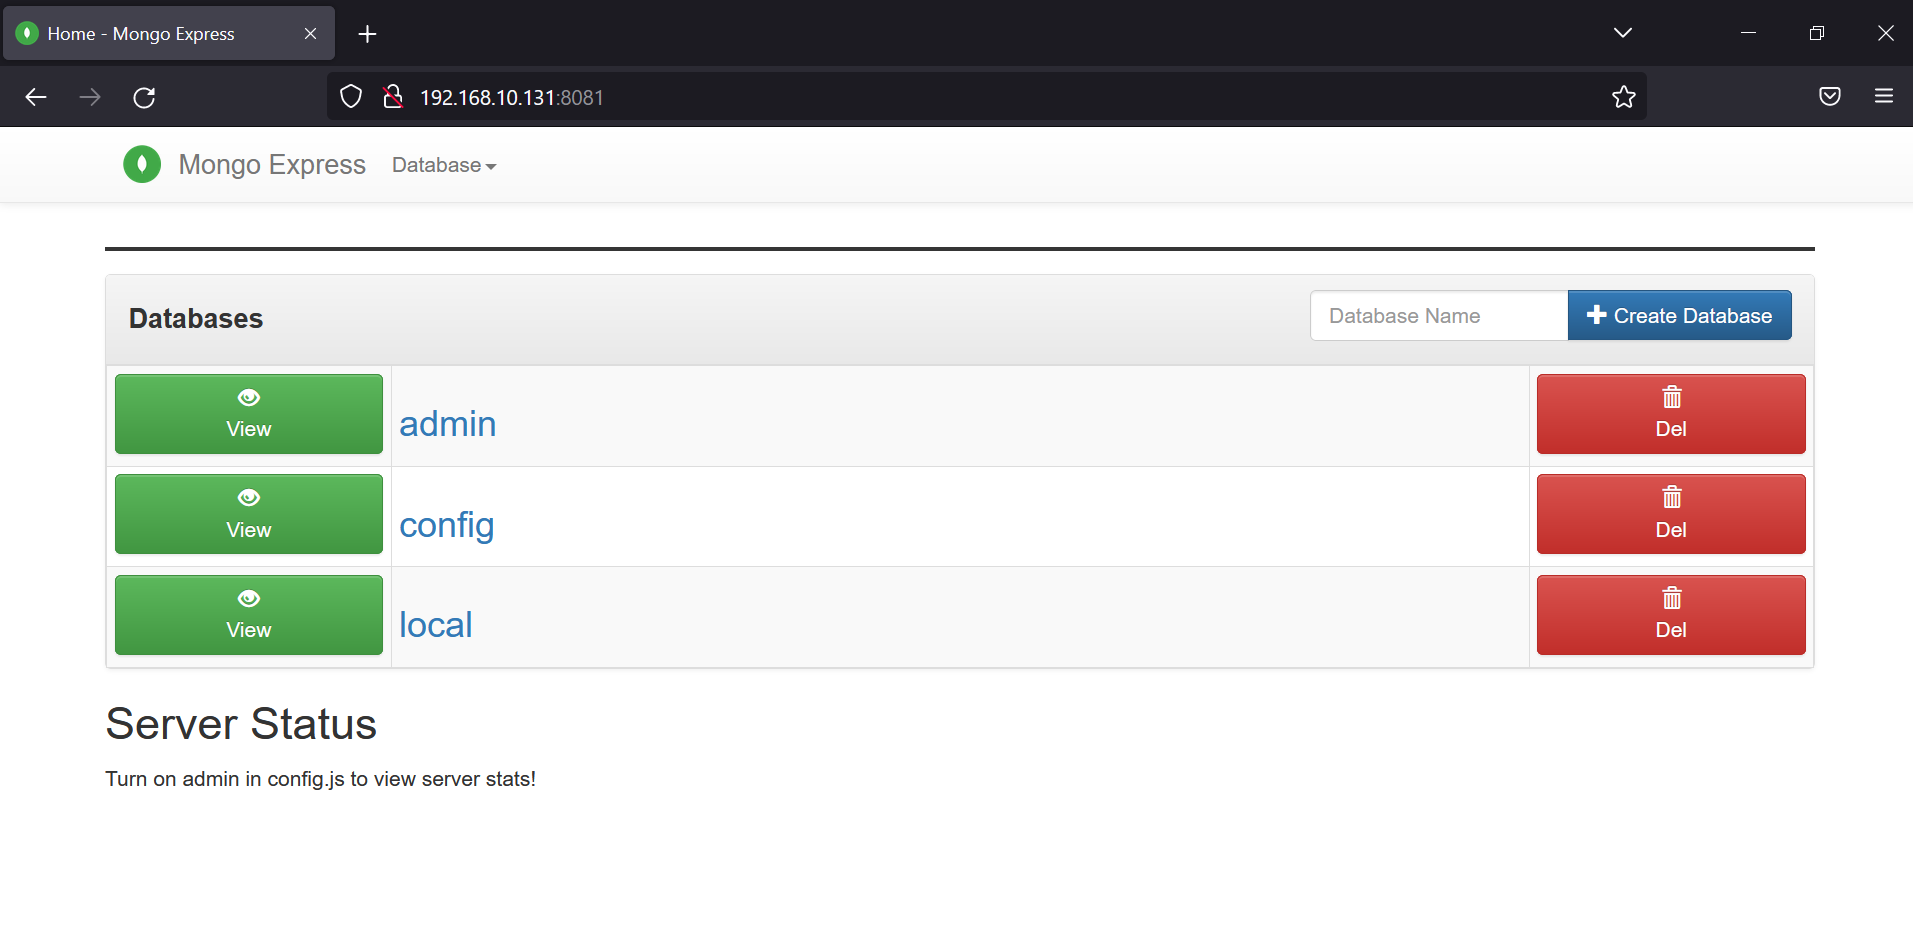 Home - Mongo Express
192.168.10.131:8081
Mongo Express Database
Databases
Database Name Create Database
View admin Del
View config Del
View local Del
Server Status
Turn on admin in config.js to view server stats!